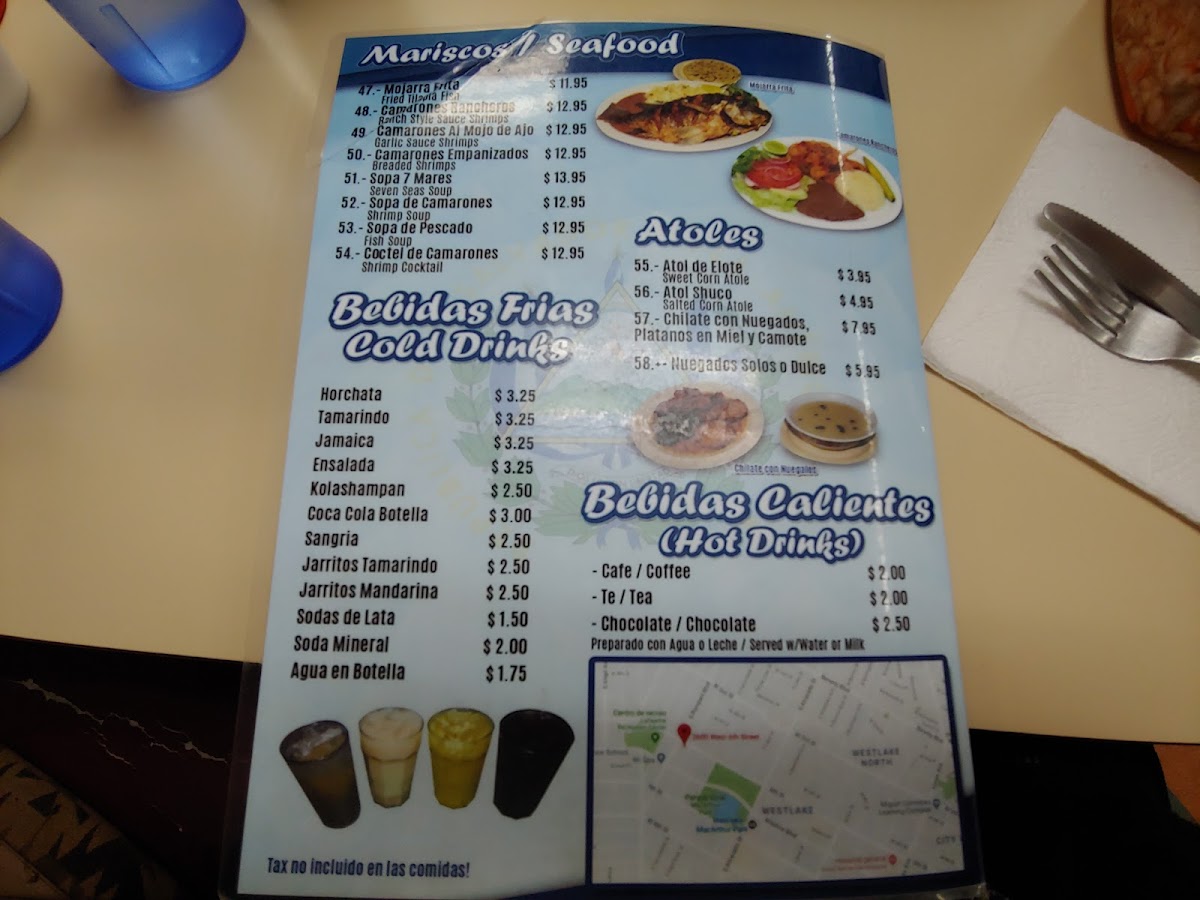 Mariscos / Seafood
47.- Mojarra Frita $ 11.95
Fried Tilapia Fish
48.- Camarones Rancheros $ 12.95
Ranch Style Sauce Shrimps
49.- Camarones Al Mojo de Ajo $ 12.95
Garlic Sauce Shrimps
50.- Camarones Empanizados $ 12.95
Breaded Shrimps
51.- Sopa 7 Mares $ 13.95
Seven Seas Soup
52.- Sopa de Camarones $ 12.95
Shrimp Soup
53.- Sopa de Pescado $ 12.95
Fish Soup
54.- Coctel de Camarones $ 12.95
Shrimp Cocktail
Mojarra Frita
Camarones Rancheros
Bebidas Frias
Cold Drinks
Horchata $ 3.25
Tamarindo $ 3.25
Jamaica $ 3.25
Ensalada $ 3.25
Kolashampan $ 2.50
Coca Cola Botella $ 3.00
Sangria $ 2.50
Jarritos Tamarindo $ 2.50
Jarritos Mandarina $ 2.50
Sodas de Lata $ 1.50
Soda Mineral $ 2.00
Agua en Botella $ 1.75
Tax no incluido en las comidas!
Atoles
55.- Atol de Elote $ 3.95
Sweet Corn Atole
56.- Atol Shuco $ 4.95
Salted Corn Atole
57.- Chilate con Nuegados, $ 7.95
Platanos en Miel y Camote
58.-- Nuegados Solos o Dulce $ 5.95
Chilate con Nuegados
Bebidas Calientes
(Hot Drinks)
- Cafe / Coffee $ 2.00
- Te / Tea $ 2.00
- Chocolate / Chocolate $ 2.50
Preparado con Agua o Leche / Served w/Water or Milk
WESTLAKE
NORTH
WESTLAKE
MacArthur Park
CITY